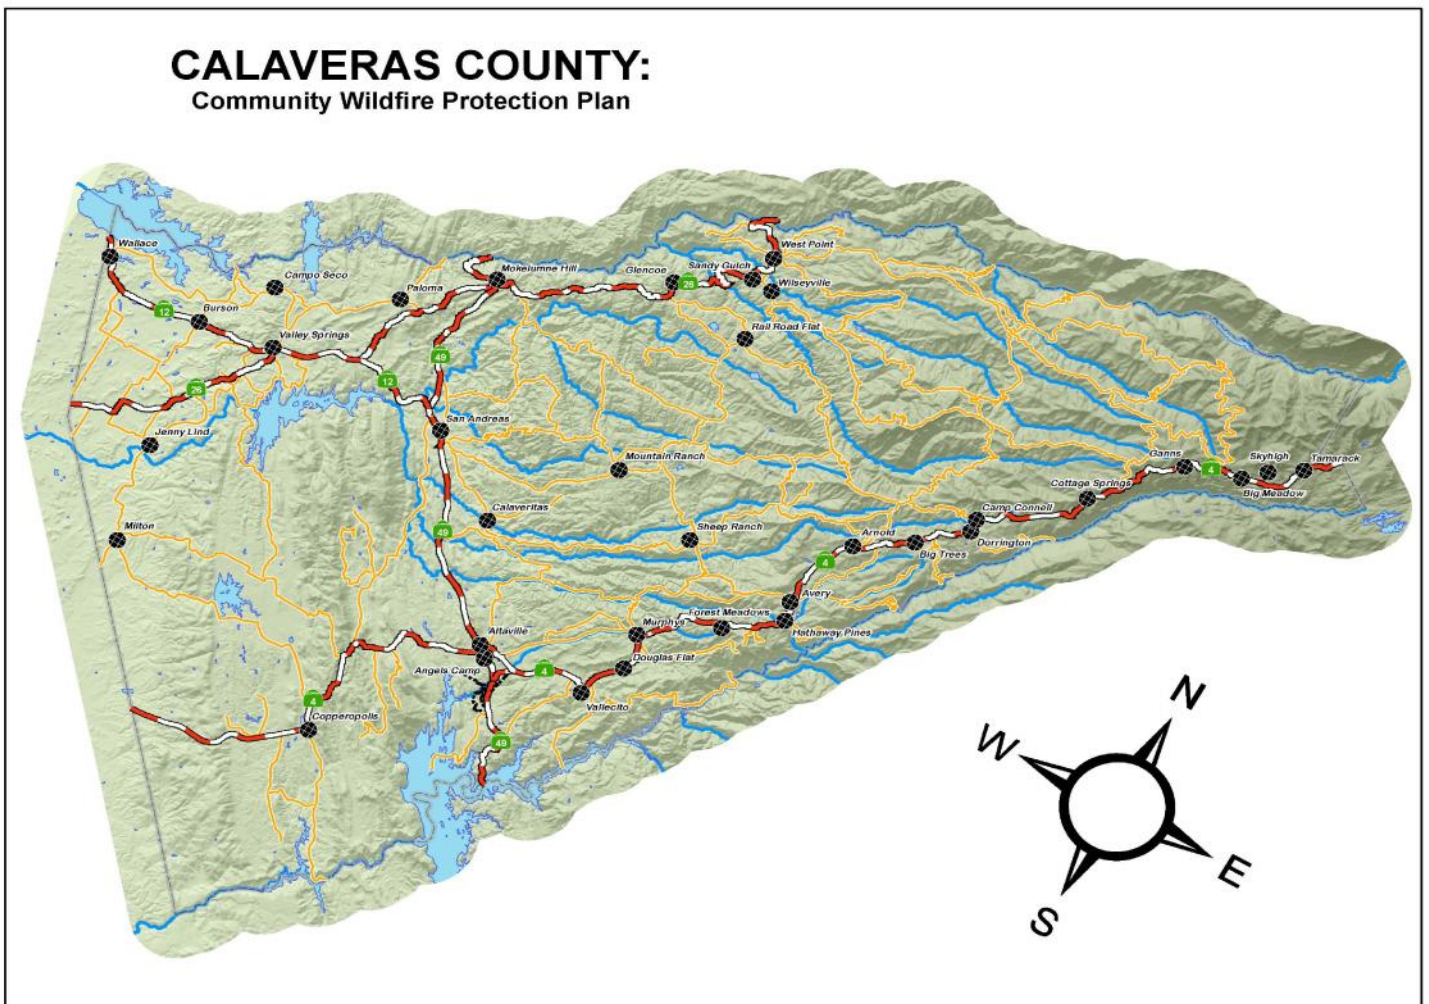 CALAVERAS COUNTY:
Community Wildfire Protection Plan
Wallace
West Point
Campo Seco
Mokelumne Hill
Glencoe
Sandy Gulch
Paloma
26
Wilseyville
12
Burson
Valley Springs
Rail Road Flat
49
12
26
San Andreas
Jenny Lind
Mountain Ranch
Ganns
Skyhigh
Tamarack
4
Cottage Springs
Big Meadow
Calaveritas
Camp Connell
Milton
49
Sheep Ranch
Arnold
Dorrington
Big Trees
4
Avery
Forest Meadows
Murphys
Altaville
Hathaway Pines
Douglas Flat
Angels Camp
4
4
Vallecito
Copperopolis
49
N
W
E
S